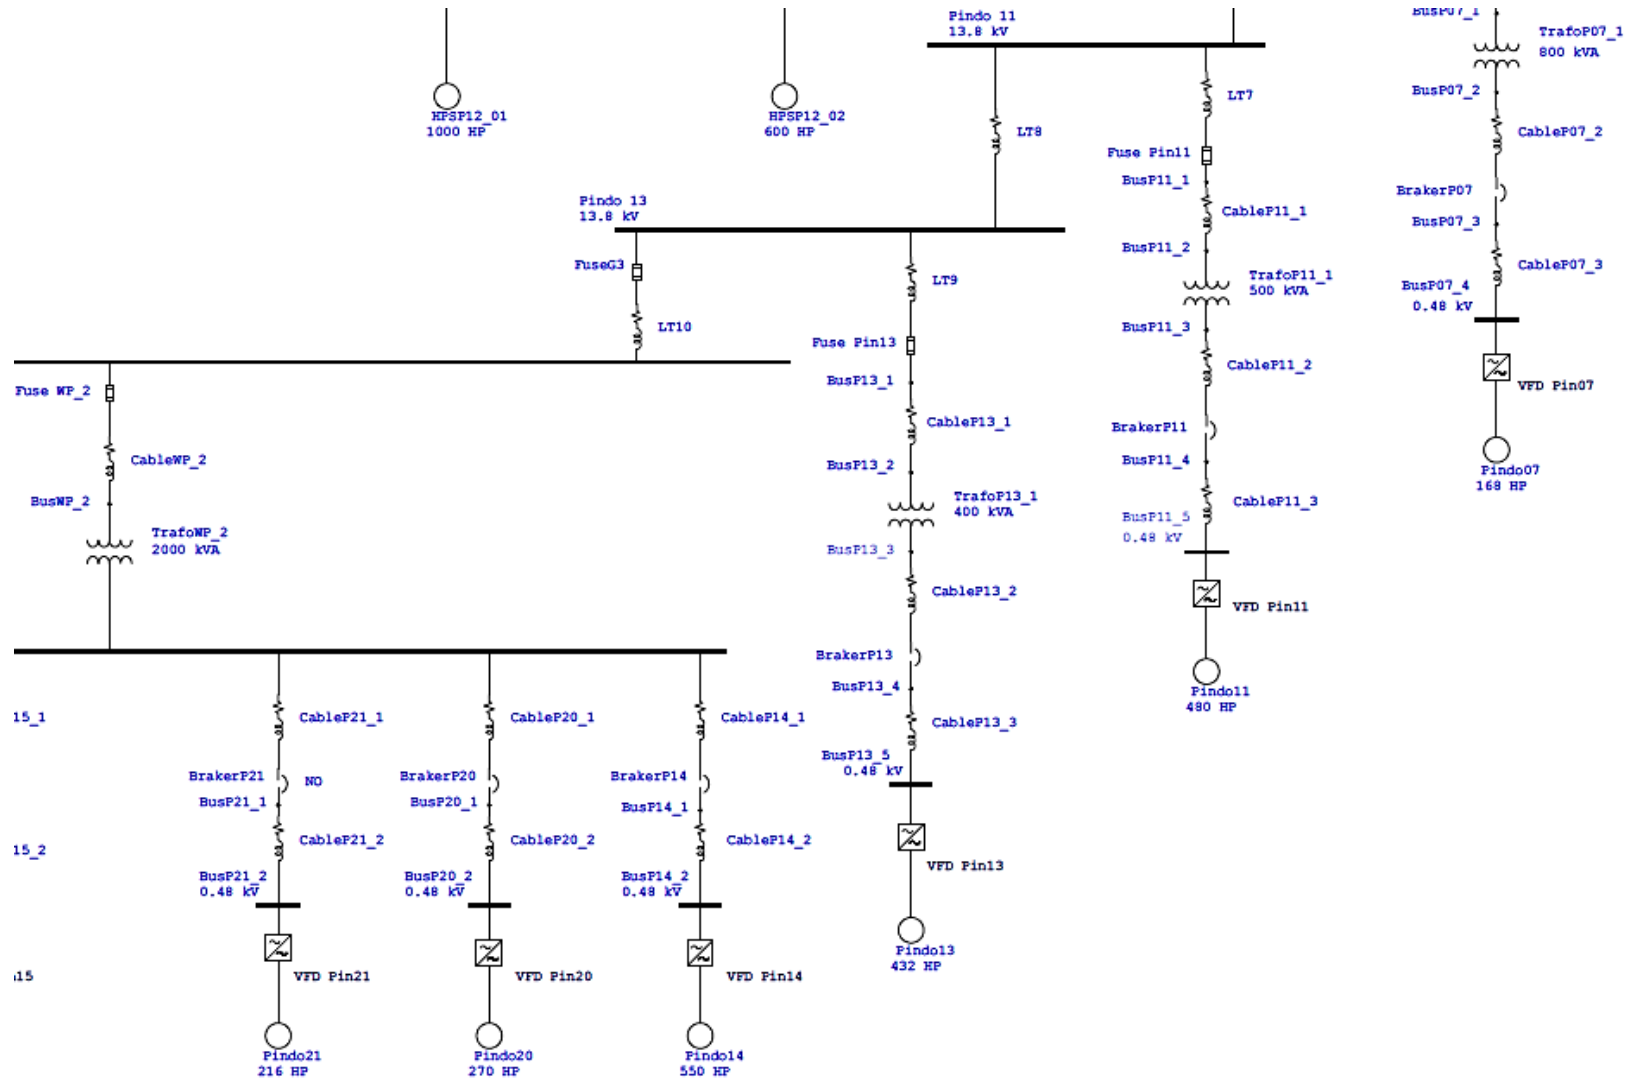 Pindo 11
13.8 kV
BusP07_1
TrafoP07_1
800 kVA
BusP07_2
CableP07_2
BrakerP07
BusP07_3
CableP07_3
BusP07_4
0.48 kV
VFD Pin07
Pindo07
168 HP
HPSP12_01
1000 HP
HPSP12_02
600 HP
LT8
LT7
Fuse Pin11
BusP11_1
CableP11_1
BusP11_2
TrafoP11_1
500 kVA
BusP11_3
CableP11_2
BrakerP11
BusP11_4
CableP11_3
BusP11_5
0.48 kV
VFD Pin11
Pindo11
480 HP
Pindo 13
13.8 kV
FuseG3
LT10
LT9
Fuse Pin13
BusP13_1
CableP13_1
BusP13_2
TrafoP13_1
400 kVA
BusP13_3
CableP13_2
BrakerP13
BusP13_4
CableP13_3
BusP13_5
0.48 kV
VFD Pin13
Pindo13
432 HP
Fuse WP_2
CableWP_2
BusWP_2
TrafoWP_2
2000 kVA
15_1
15_2
15
CableP21_1
BrakerP21
NO
BusP21_1
CableP21_2
BusP21_2
0.48 kV
VFD Pin21
Pindo21
216 HP
CableP20_1
BrakerP20
BusP20_1
CableP20_2
BusP20_2
0.48 kV
VFD Pin20
Pindo20
270 HP
CableP14_1
BrakerP14
BusP14_1
CableP14_2
BusP14_2
0.48 kV
VFD Pin14
Pindo14
550 HP